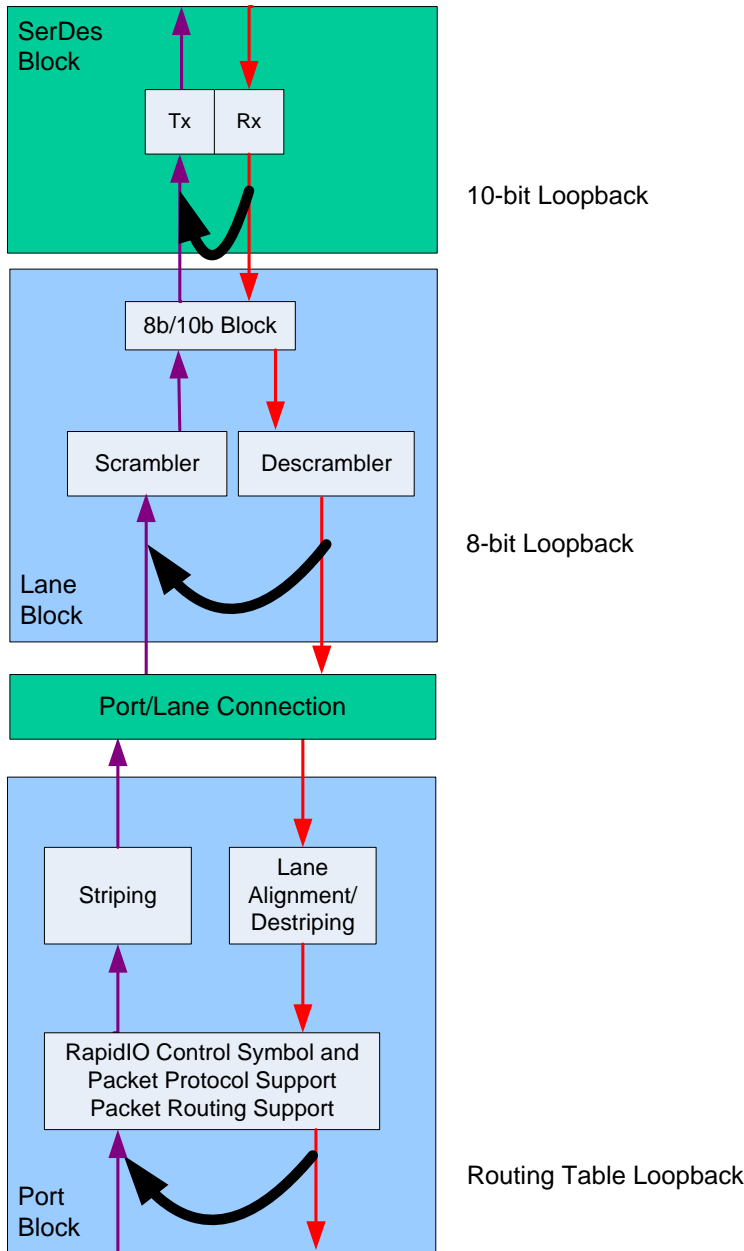 SerDes
Block
Tx
Rx
10-bit Loopback
8b/10b Block
Scrambler
Descrambler
8-bit Loopback
Lane
Block
Port/Lane Connection
Striping
Lane
Alignment/
Destriping
RapidIO Control Symbol and
Packet Protocol Support
Packet Routing Support
Routing Table Loopback
Port
Block